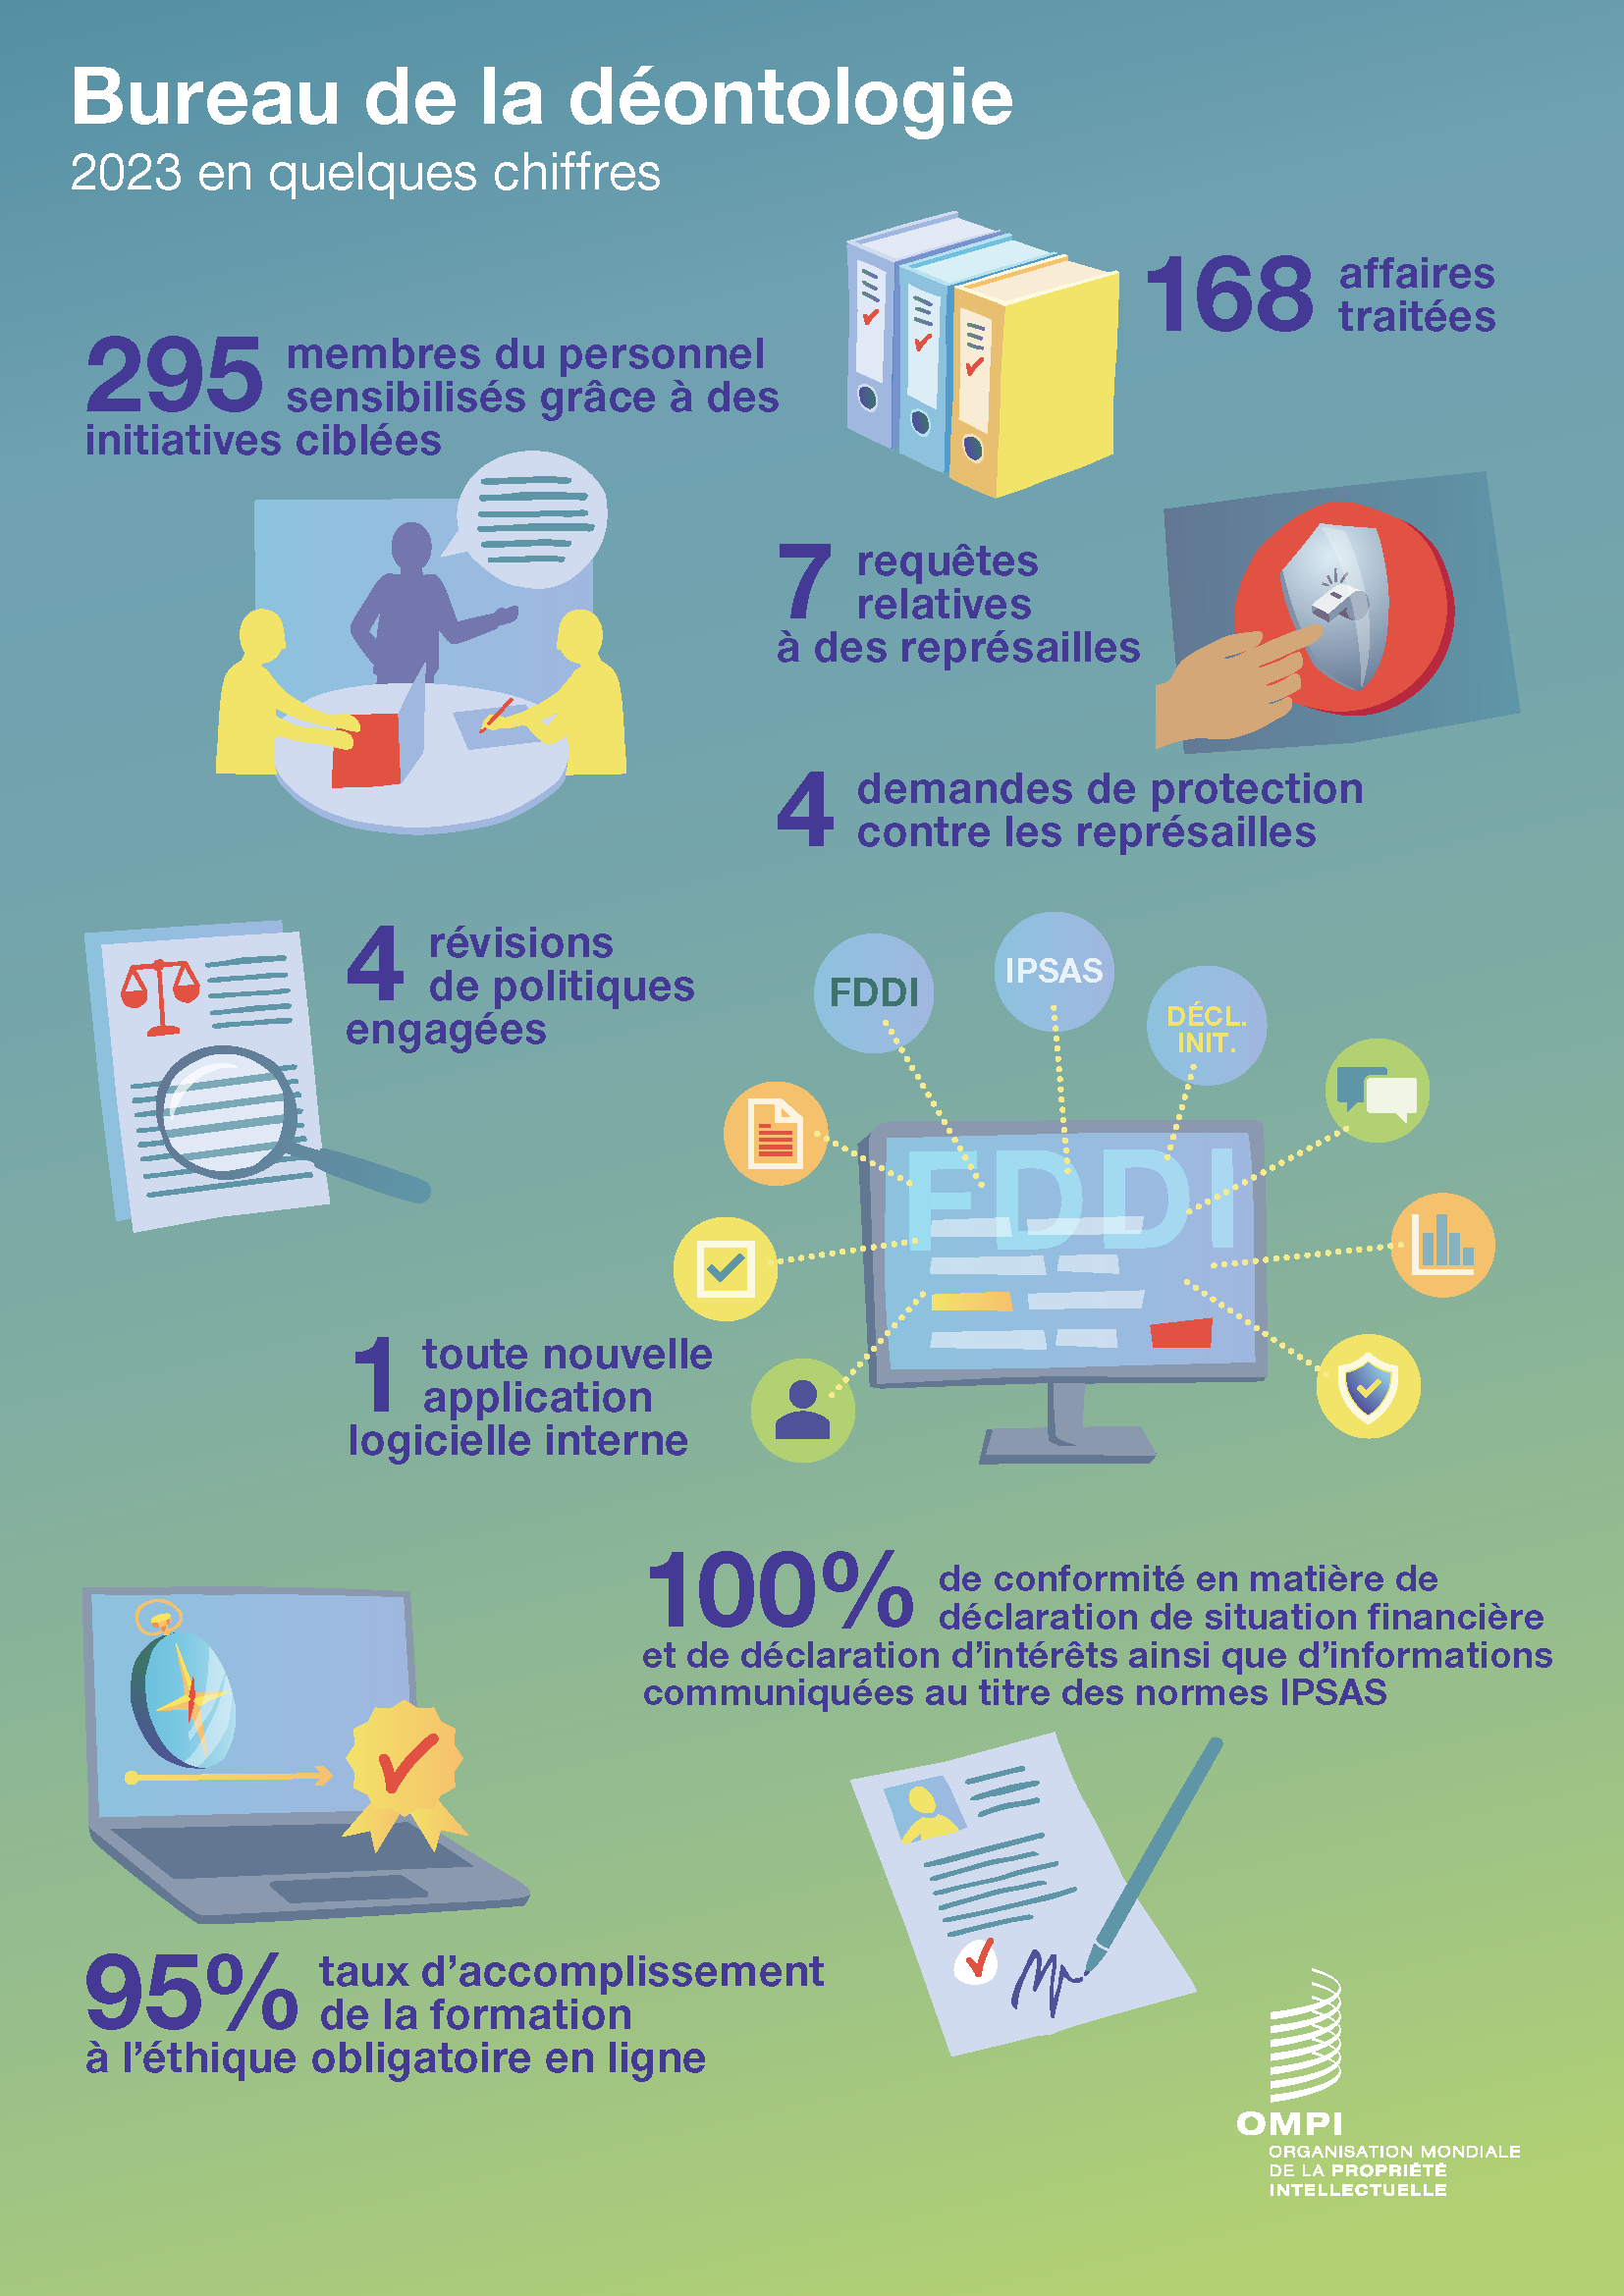 Bureau de la déontologie
2023 en quelques chiffres
168 affaires
traitées
295 membres du personnel
sensibilisés grâce à des
initiatives ciblées
7 requêtes
relatives
à des représailles
4 demandes de protection
contre les représailles
4 révisions
de politiques
engagées
FDDI
IPSAS
DÉCL.
INIT.
FDDI
1 toute nouvelle
application
logicielle interne
100% de conformité en matière de
déclaration de situation financière
et de déclaration d’intérêts ainsi que d’informations
communiquées au titre des normes IPSAS
95% taux d’accomplissement
de la formation
à l’éthique obligatoire en ligne
OMPI
ORGANISATION MONDIALE
DE LA PROPRIÉTÉ
INTELLECTUELLE